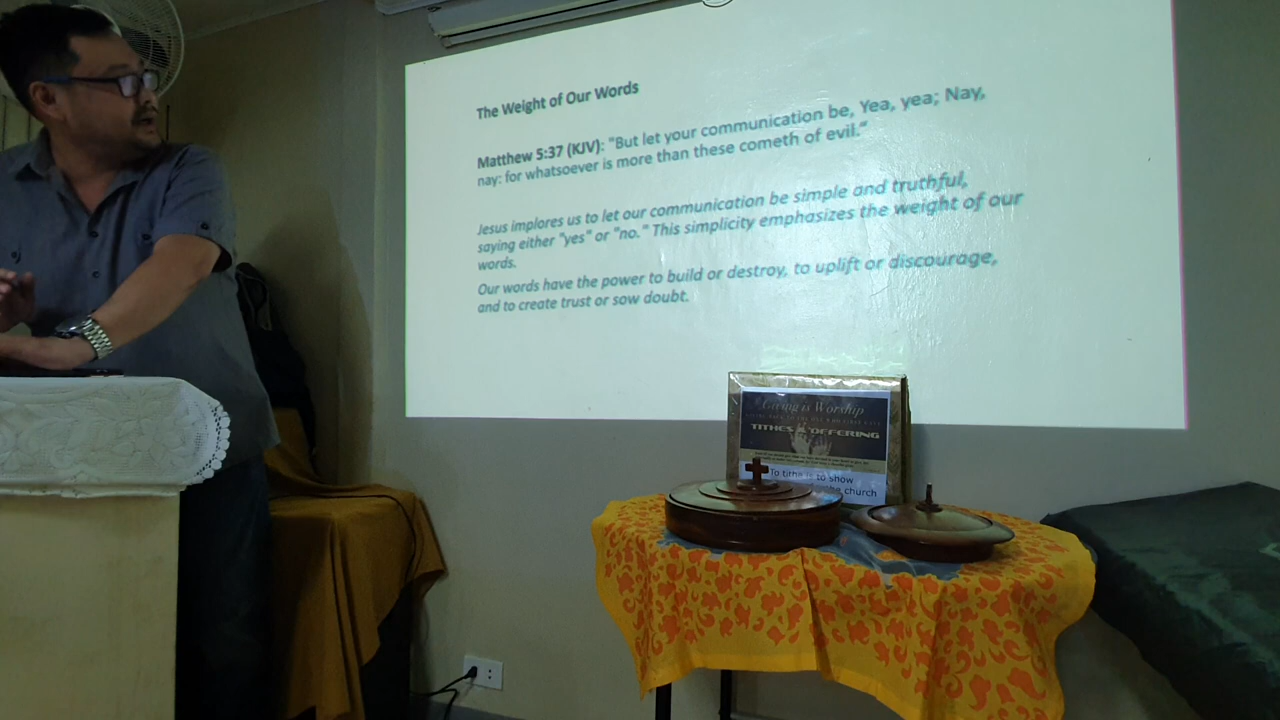 The Weight of Our Words
Matthew 5:37 (KJV): "But let your communication be, Yea, yea; Nay,
nay: for whatsoever is more than these cometh of evil."
Jesus implores us to let our communication be simple and truthful,
saying either "yes" or "no." This simplicity emphasizes the weight of our
words.
Our words have the power to build or destroy, to uplift or discourage,
and to create trust or sow doubt.
Giving is Worship
TITHES & OFFERING
To tithe is to show
the church